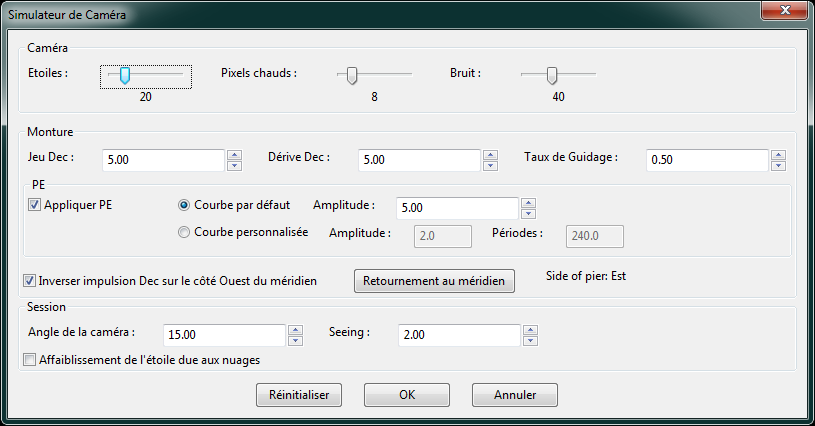 Simulateur de Caméra
Caméra
Etoiles : Pixels chauds : Bruit :
20 8 40
Monture
Jeu Dec : 5.00 Dérive Dec : 5.00 Taux de Guidage : 0.50
PE
Appliquer PE Courbe par défaut Amplitude : 5.00
Courbe personnalisée Amplitude : 2.0 Périodes : 240.0
Inverser impulsion Dec sur le côté Ouest du méridien Retournement au méridien Side of pier: Est
Session
Angle de la caméra : 15.00 Seeing : 2.00
Affaiblissement de l'étoile due aux nuages
Réinitialiser OK Annuler